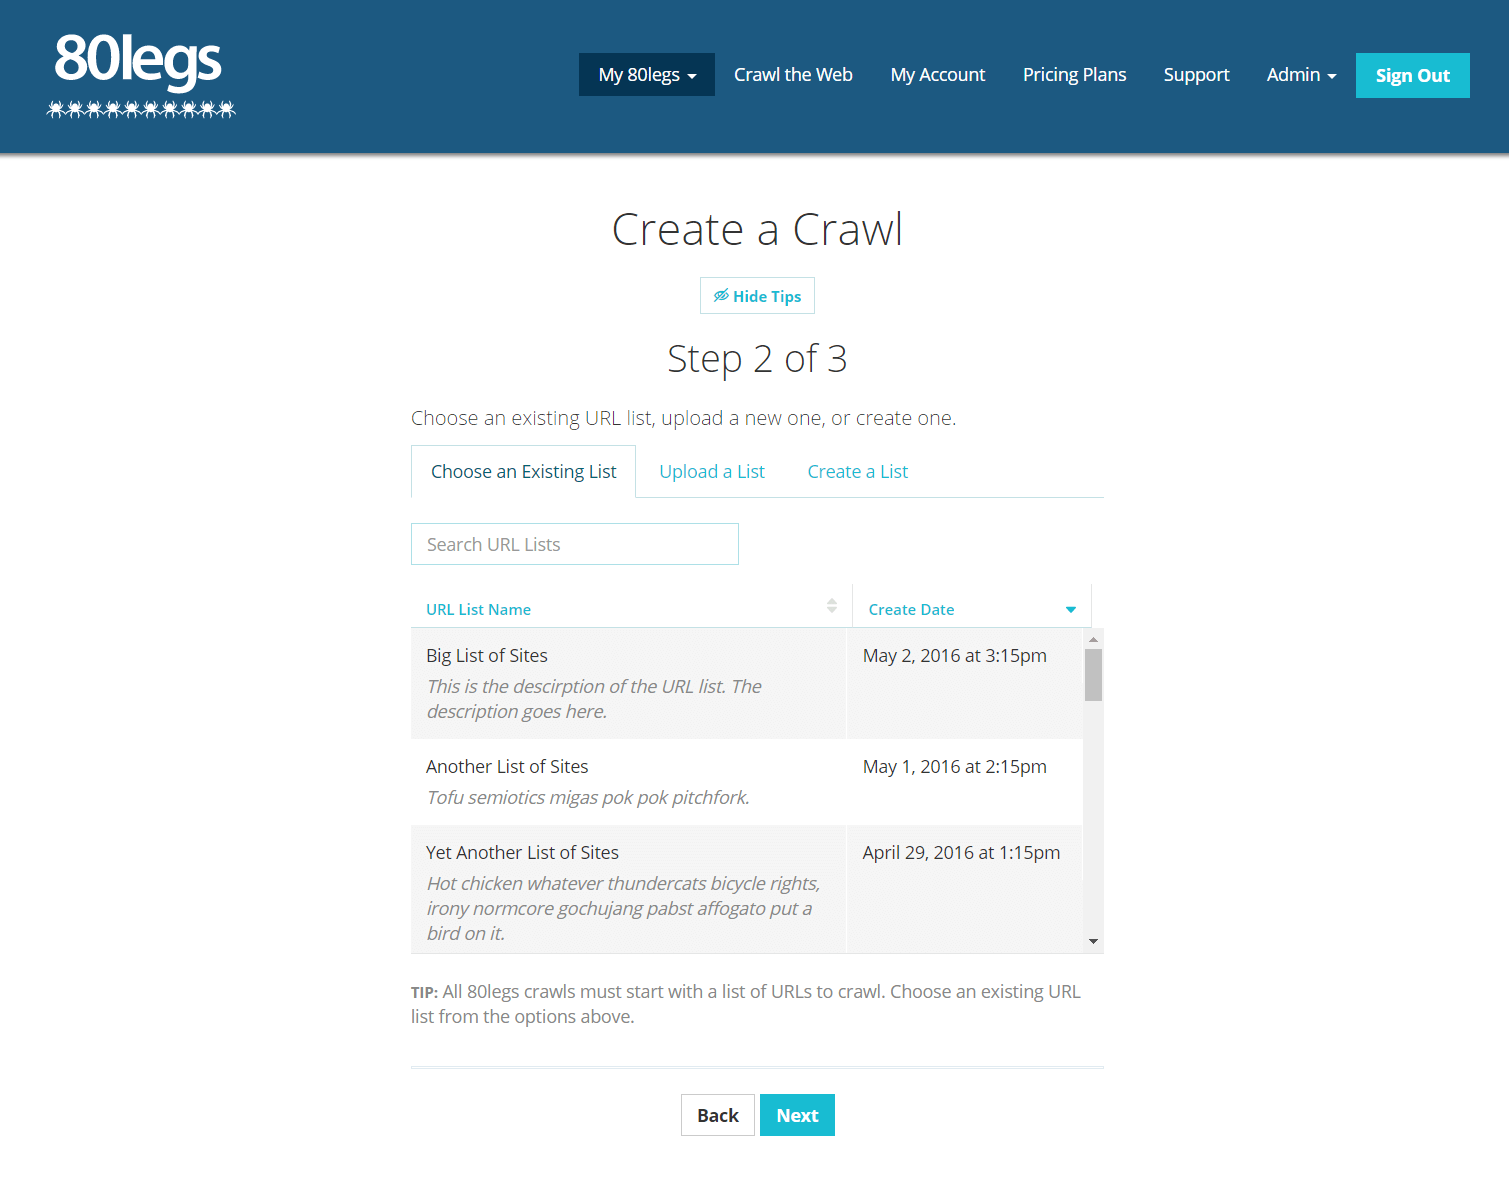 80legs
My 80legs
Crawl the Web
My Account
Pricing Plans
Support
Admin
Sign Out
Create a Crawl
Hide Tips
Step 2 of 3
Choose an existing URL list, upload a new one, or create one.
Choose an Existing List
Upload a List
Create a List
Search URL Lists
URL List Name
Create Date
Big List of Sites
May 2, 2016 at 3:15pm
This is the descirption of the URL list. The
description goes here.
Another List of Sites
May 1, 2016 at 2:15pm
Tofu semiotics migas pok pok pitchfork.
Yet Another List of Sites
April 29, 2016 at 1:15pm
Hot chicken whatever thundercats bicycle rights,
irony normcore gochujang pabst affogato put a
bird on it.
TIP: All 80legs crawls must start with a list of URLs to crawl. Choose an existing URL
list from the options above.
Back
Next